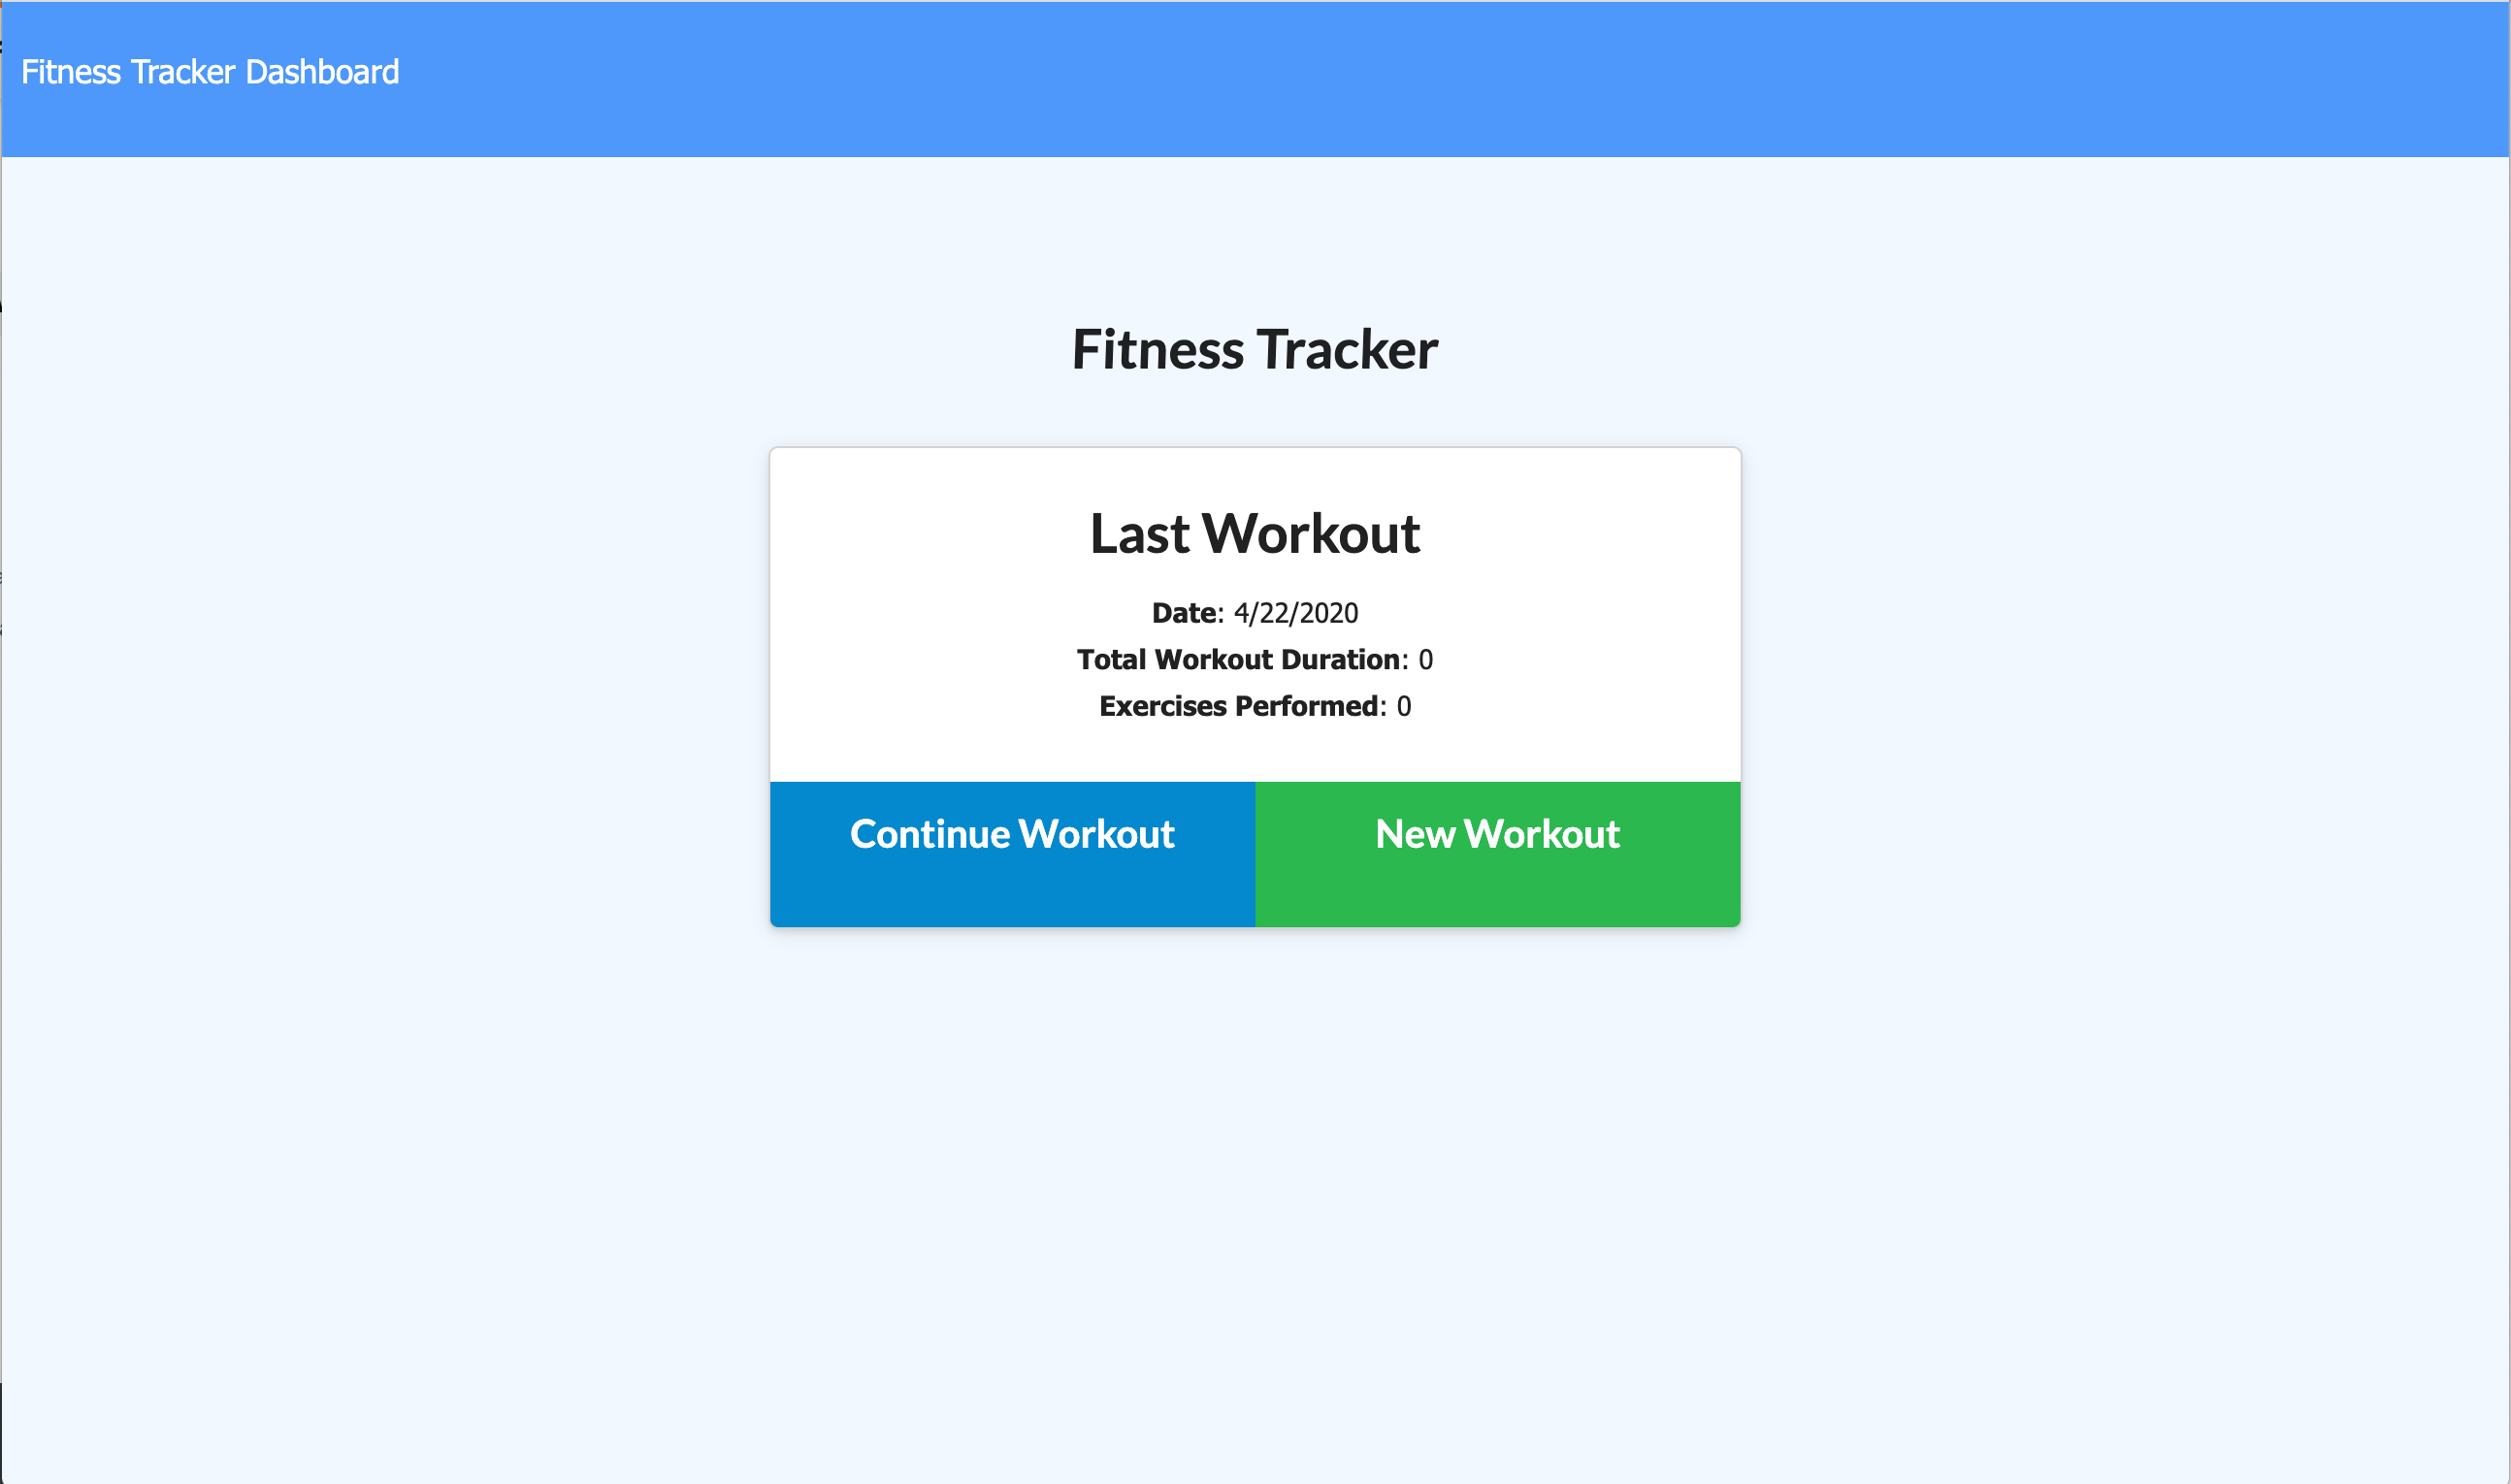 Fitness Tracker Dashboard
Fitness Tracker
Last Workout
Date: 4/22/2020
Total Workout Duration: 0
Exercises Performed: 0
Continue Workout
New Workout